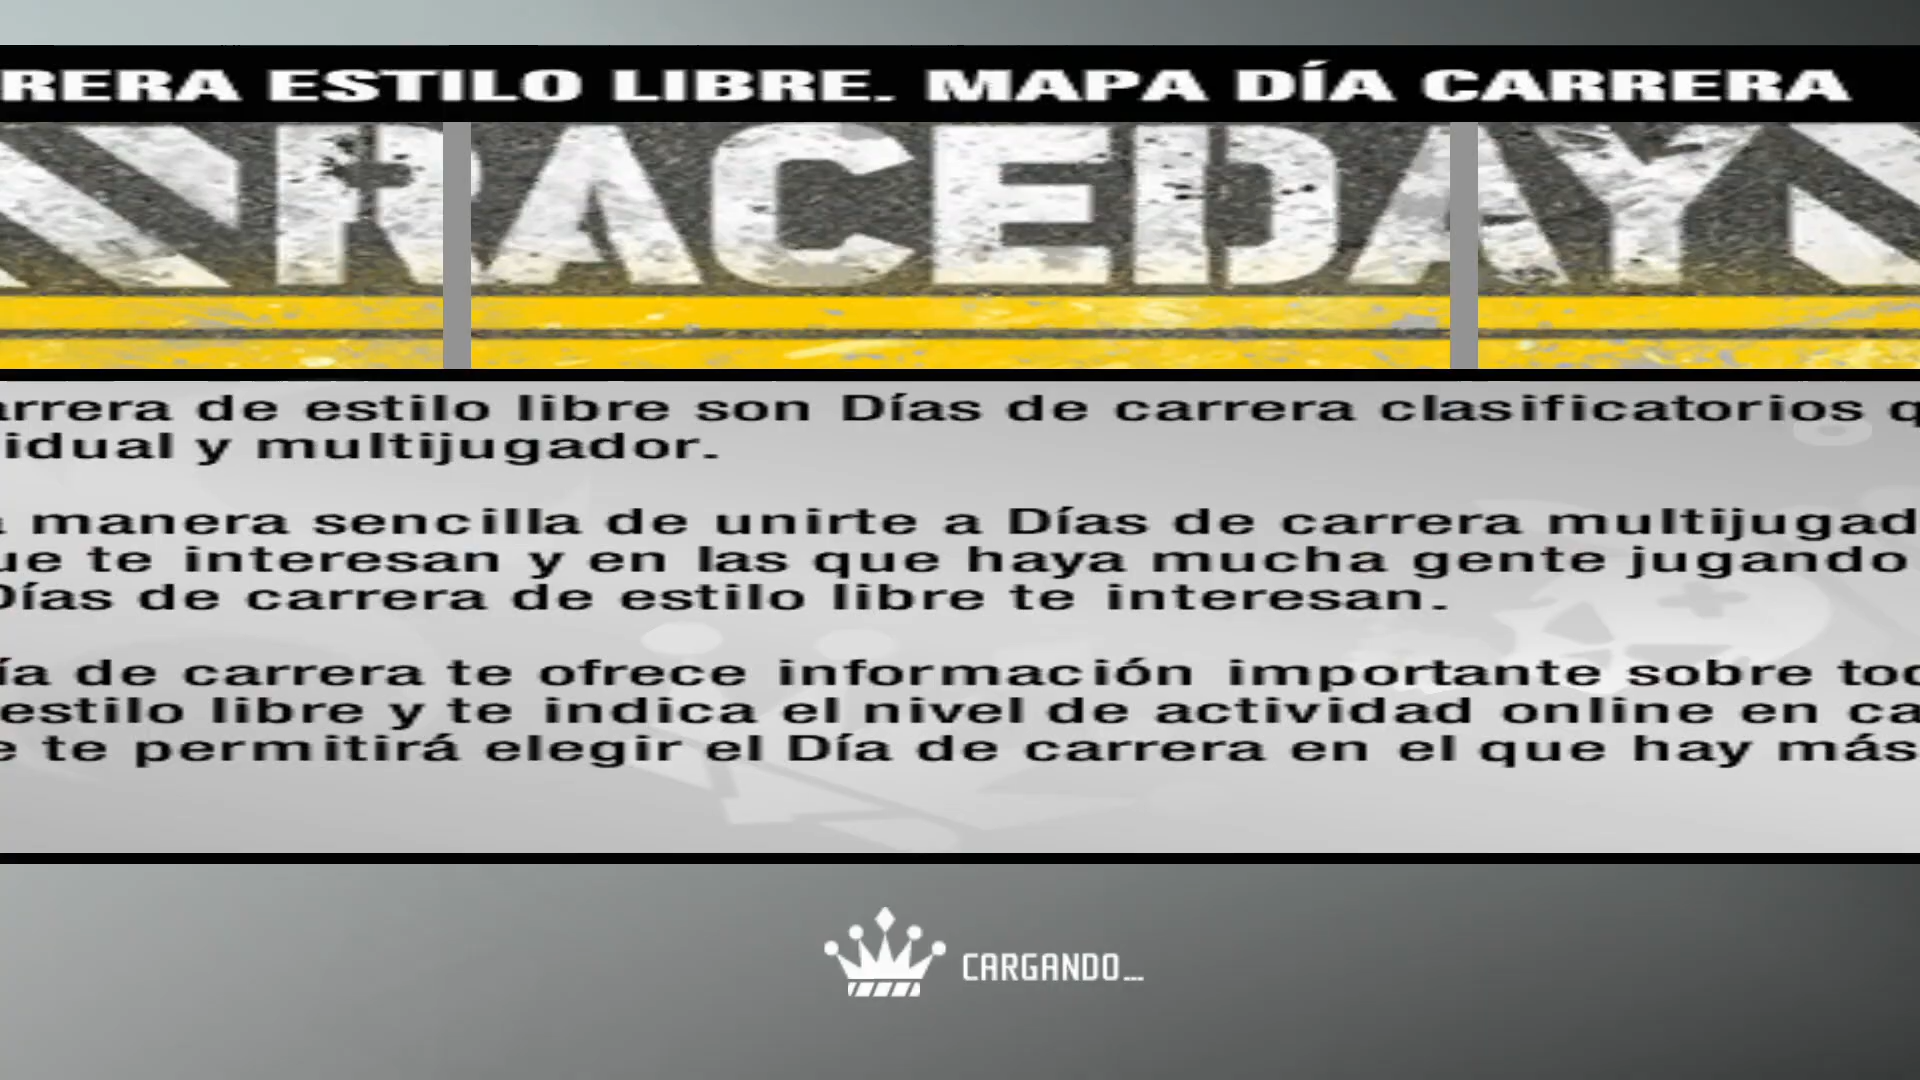 RERA ESTILO LIBRE. MAPA DÍA CARRERA
RACEDAY
arrera de estilo libre son Días de carrera clasificatorios q
idual y multijugador.
manera sencilla de unirte a Días de carrera multijugad
ue te interesan y en las que haya mucha gente jugando
Días de carrera de estilo libre te interesan.
ía de carrera te ofrece información importante sobre tod
estilo libre y te indica el nivel de actividad online en ca
e te permitirá elegir el Día de carrera en el que hay más
CARGANDO...